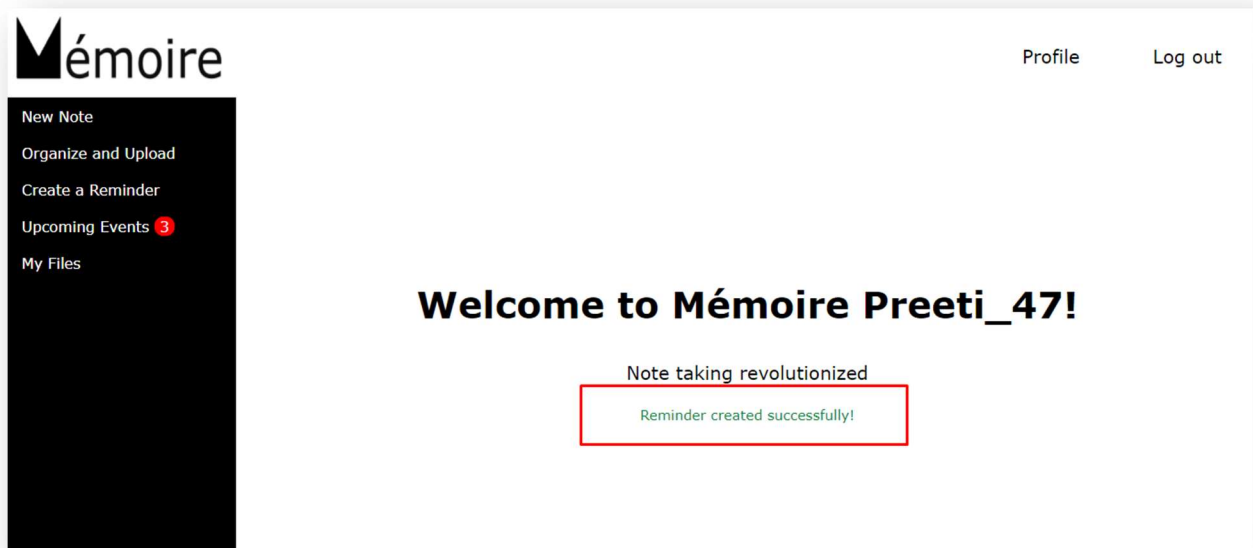 Mémoire
Profile Log out
New Note
Organize and Upload
Create a Reminder
Upcoming Events 3
My Files
Welcome to Mémoire Preeti_47!
Note taking revolutionized
Reminder created successfully!